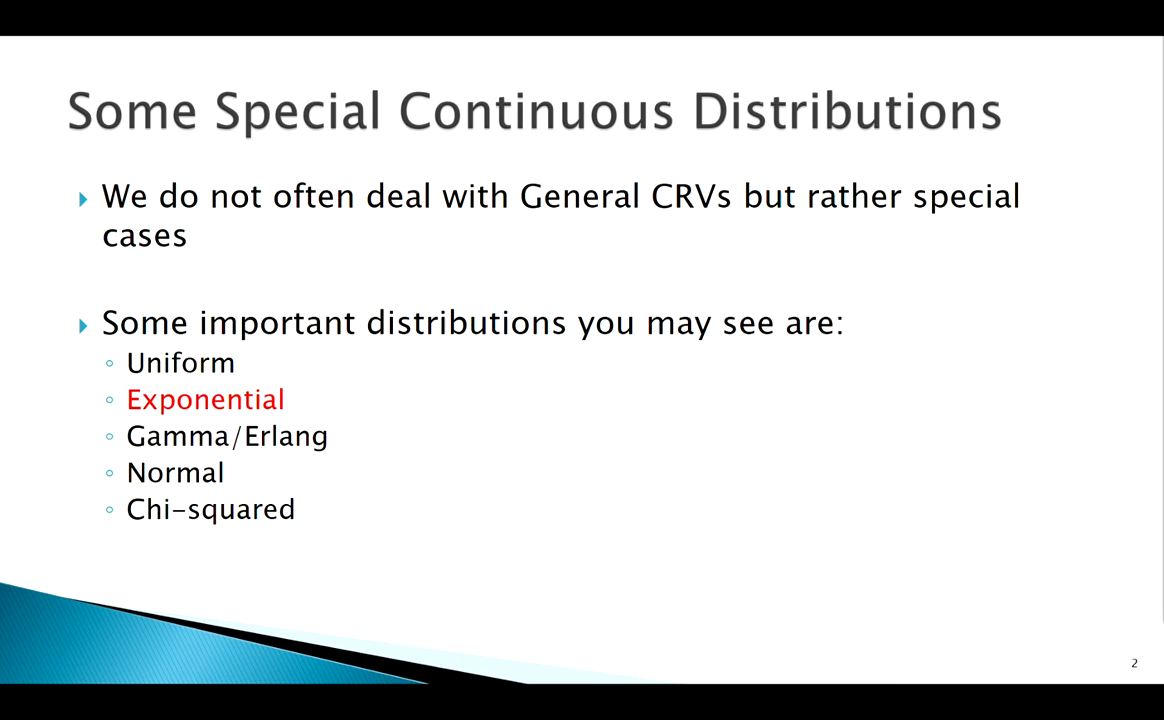 Some Special Continuous Distributions
We do not often deal with General CRVs but rather special
cases
Some important distributions you may see are:
Uniform
Exponential
Gamma/Erlang
Normal
Chi-squared
2